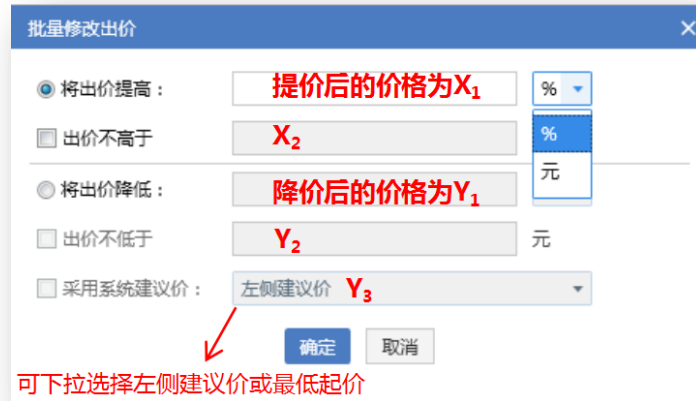 批量修改出价
将出价提高： 提价后的价格为X₁ %
出价不高于 X₂ %
元
将出价降低： 降价后的价格为Y₁
出价不低于 Y₂ 元
采用系统建议价： 左侧建议价 Y₃
确定 取消
可下拉选择左侧建议价或最低起价